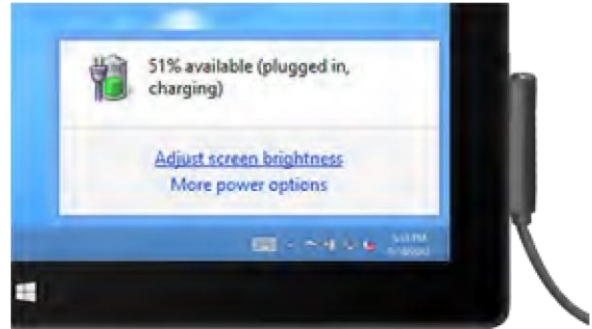 51% available (plugged in,
charging)
Adjust screen brightness
More power options